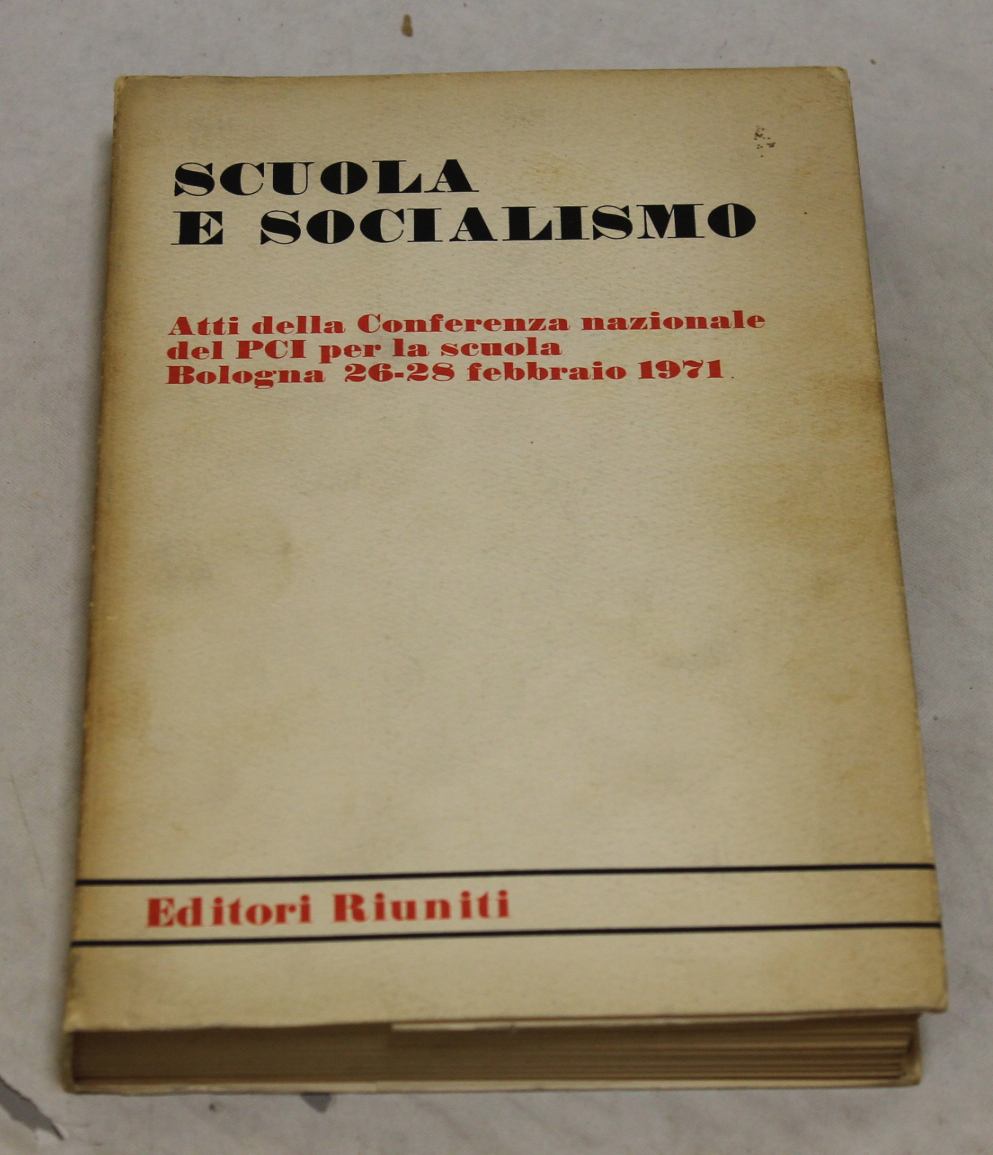 SCUOLA
E SOCIALISMO
Atti della Conferenza nazionale
del PCI per la scuola
Bologna 26-28 febbraio 1971
Editori Riuniti